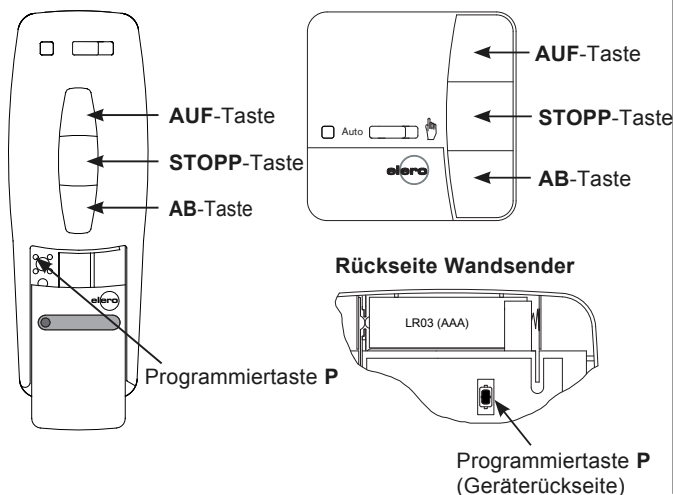 AUF-Taste
STOPP-Taste
AB-Taste
elero
Programmiertaste P
AUF-Taste
STOPP-Taste
AB-Taste
Auto
elero
Rückseite Wandsender
LR03 (AAA)
Programmiertaste P
(Geräterückseite)